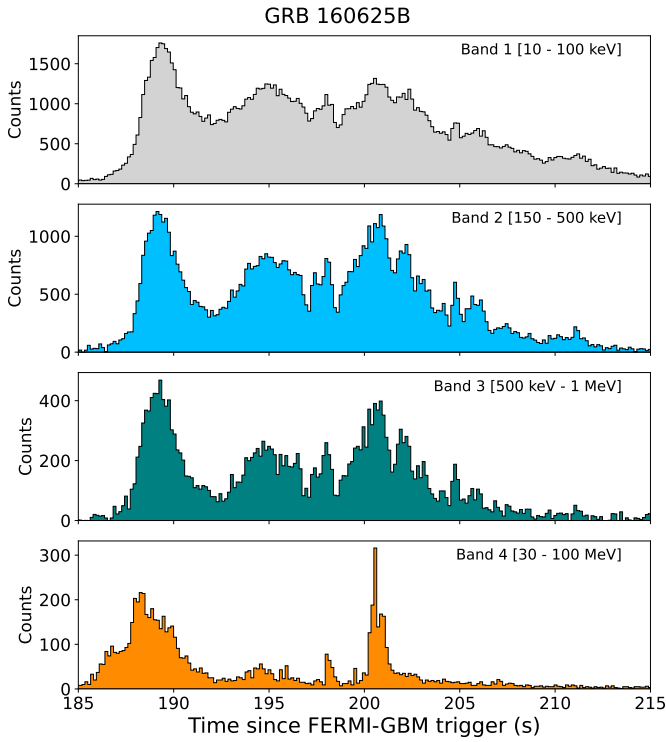 GRB 160625B
Band 1 [10 - 100 keV]
Counts
1500
1000
500
0
Band 2 [150 - 500 keV]
Counts
1000
500
0
Band 3 [500 keV - 1 MeV]
Counts
400
200
0
Band 4 [30 - 100 MeV]
Counts
300
200
100
0
185 190 195 200 205 210 215
Time since FERMI-GBM trigger (s)